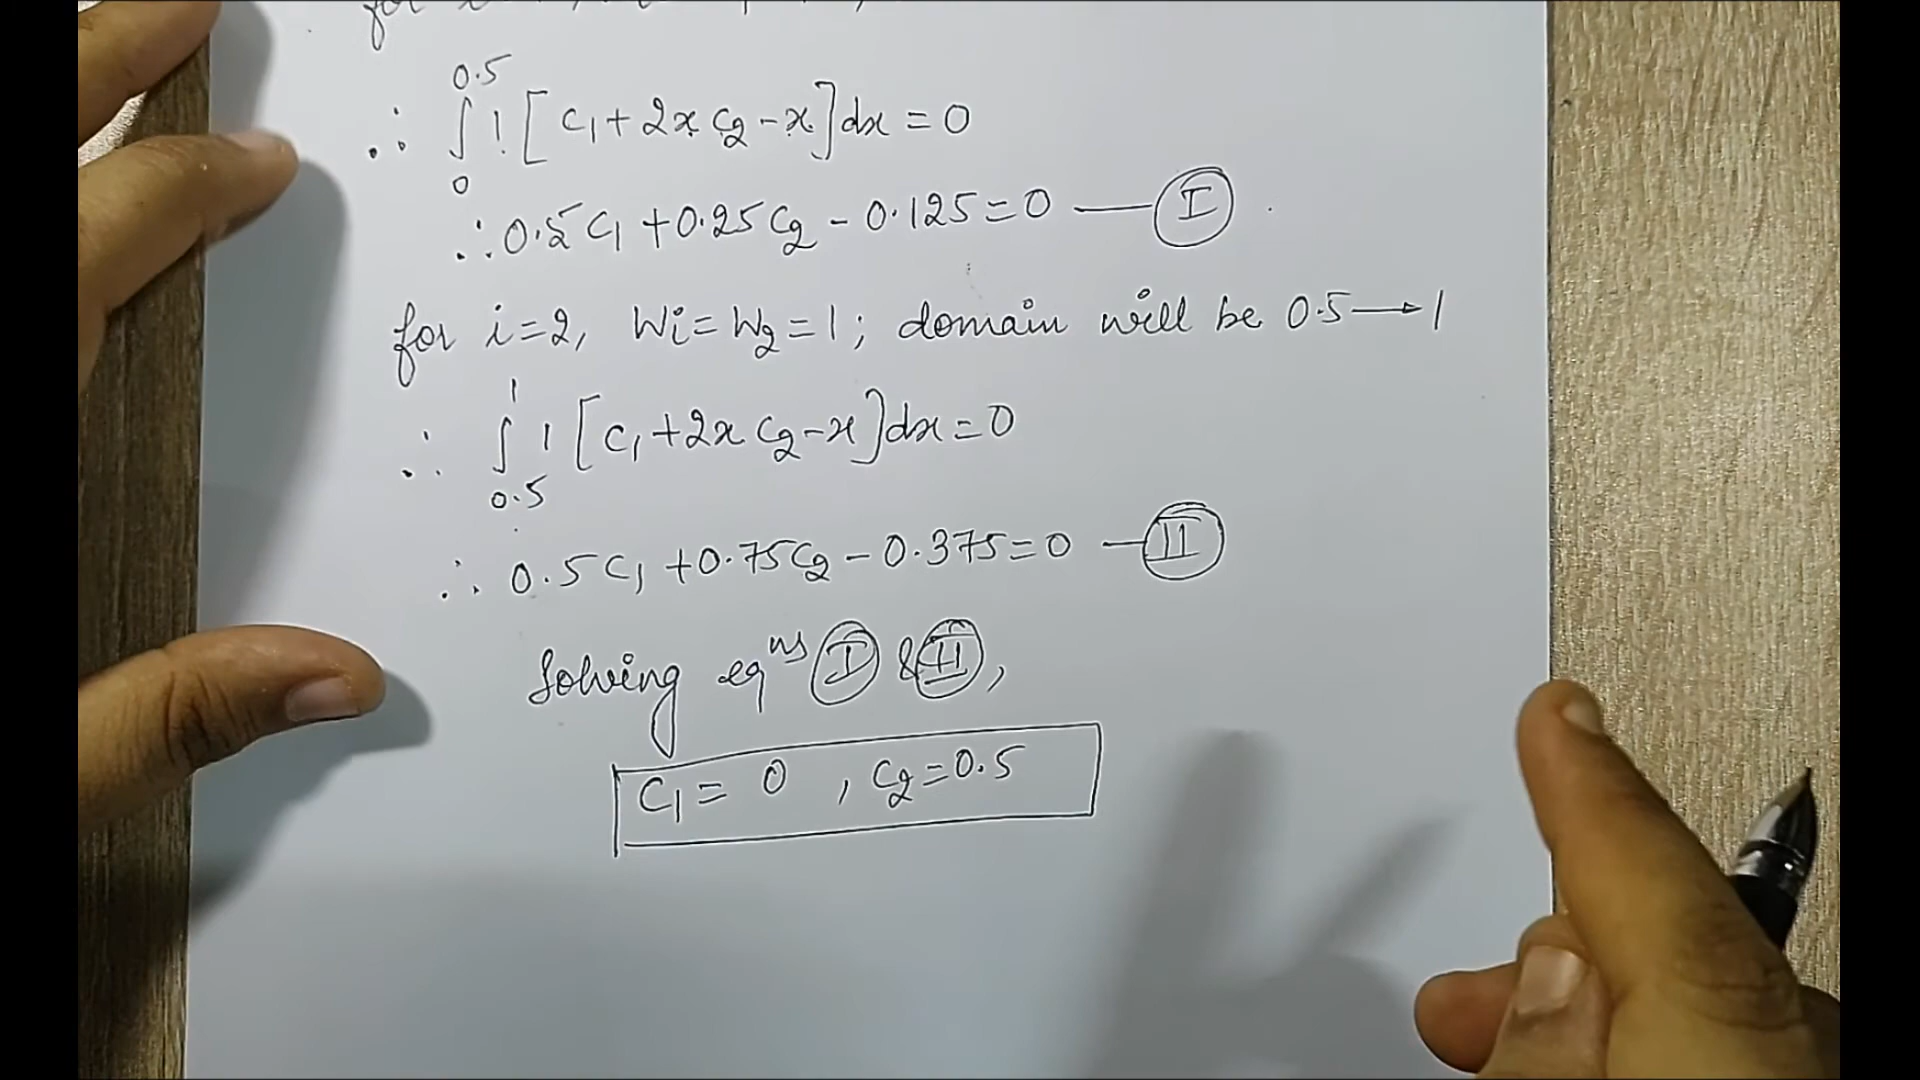 for i=
0.5
∴ ∫ 1 [ C₁ + 2x C₂ - x ] dx = 0
0
∴ 0.5 C₁ + 0.25 C₂ - 0.125 = 0 — I
for i=2, Wi = W₂ = 1; domain will be 0.5 → 1
1
∴ ∫ 1 [ C₁ + 2x C₂ - x ] dx = 0
0.5
∴ 0.5 C₁ + 0.75 C₂ - 0.375 = 0 — II
Solving eqⁿˢ I & II,
C₁ = 0 , C₂ = 0.5